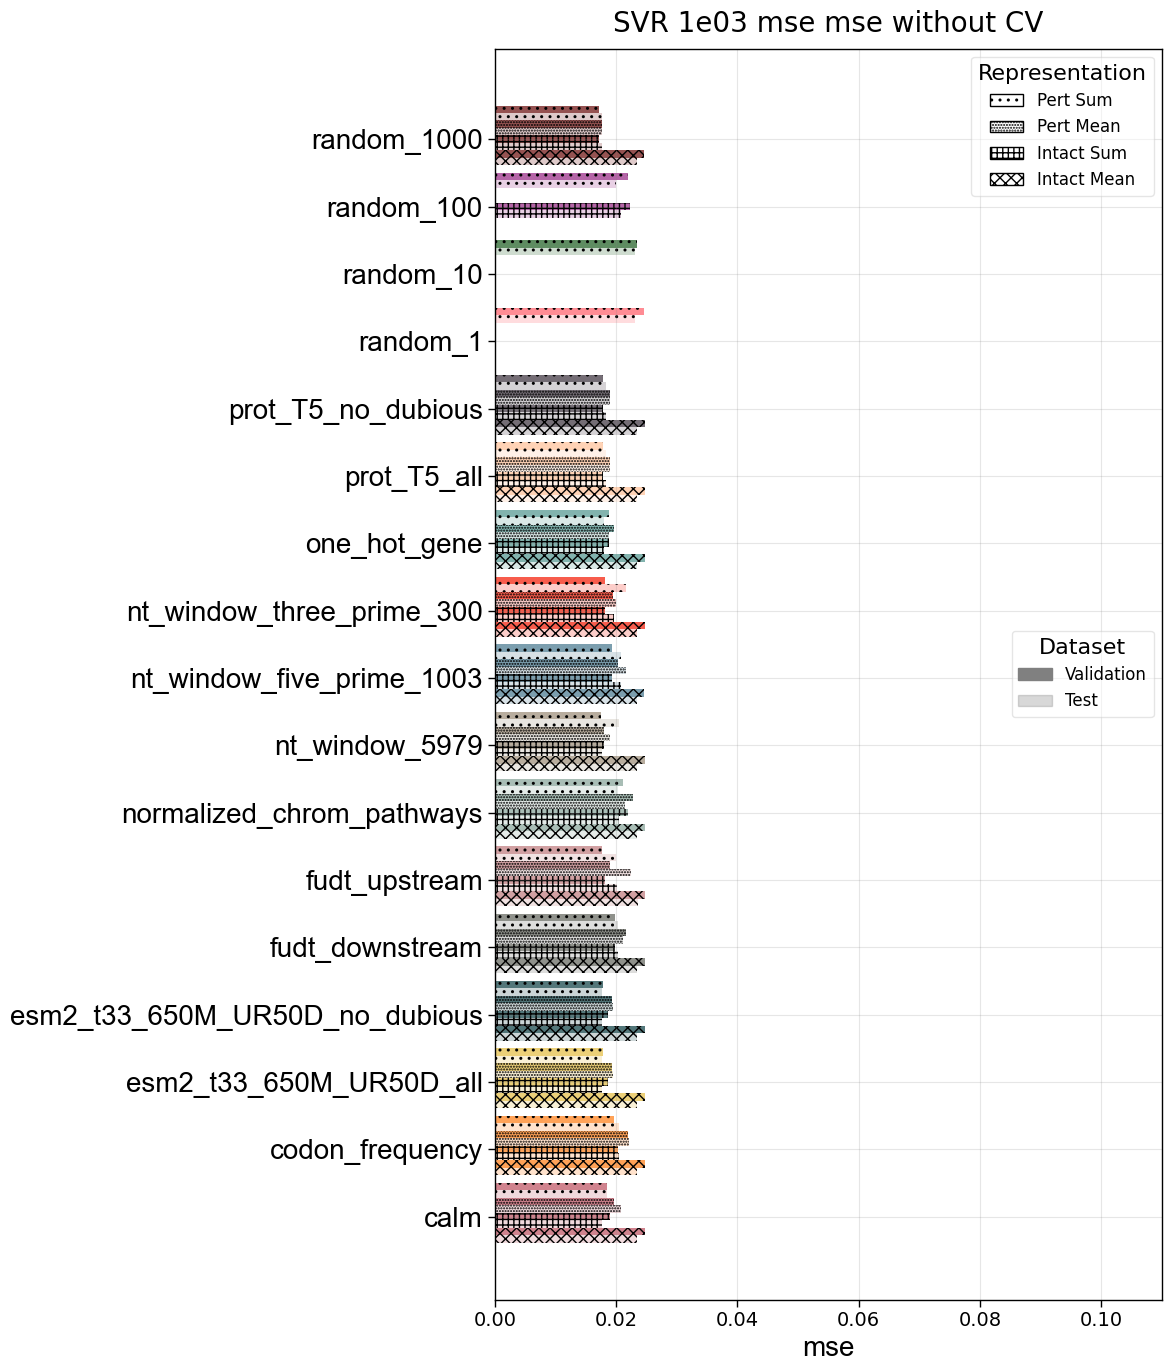 SVR 1e03 mse mse without CV
Representation
Pert Sum
Pert Mean
Intact Sum
Intact Mean
random_1000
random_100
random_10
random_1
prot_T5_no_dubious
prot_T5_all
one_hot_gene
nt_window_three_prime_300
nt_window_five_prime_1003
Dataset
Validation
Test
nt_window_5979
normalized_chrom_pathways
fudt_upstream
fudt_downstream
esm2_t33_650M_UR50D_no_dubious
esm2_t33_650M_UR50D_all
codon_frequency
calm
0.00 0.02 0.04 0.06 0.08 0.10
mse